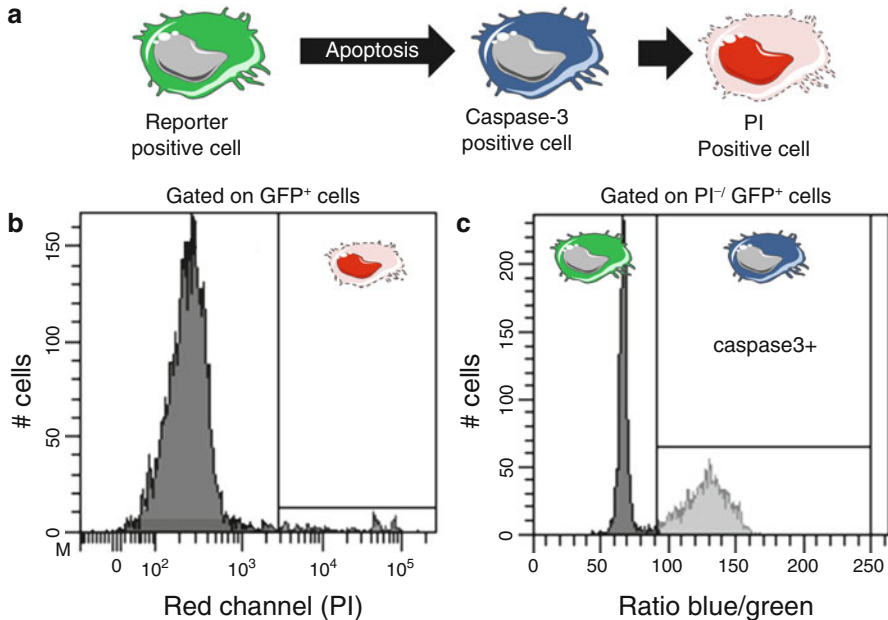 a
Apoptosis
Reporter
positive cell
Caspase-3
positive cell
PI
Positive cell
b
Gated on GFP⁺ cells
# cells
150
100
50
0
M
0
10²
10³
10⁴
10⁵
Red channel (PI)
c
Gated on PI⁻/ GFP⁺ cells
# cells
200
150
100
50
0
caspase3+
0
50
100
150
200
250
Ratio blue/green